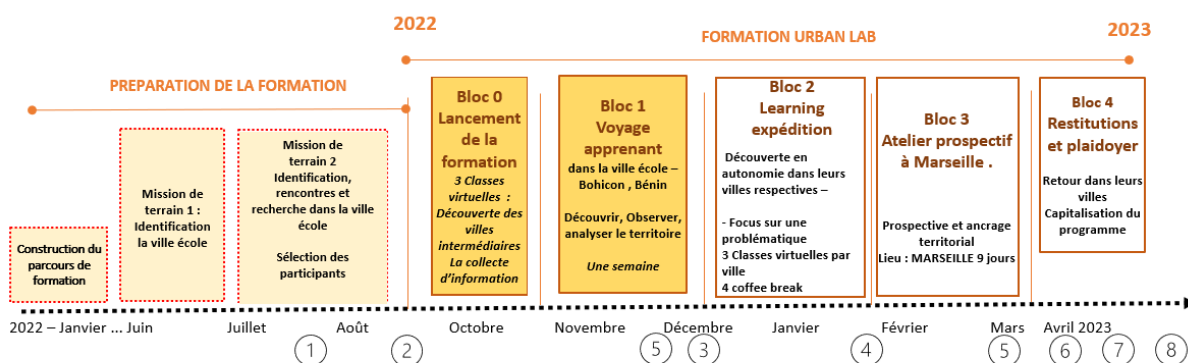 2022
FORMATION URBAN LAB
2023
PREPARATION DE LA FORMATION
Construction du
parcours de
formation
Mission de
terrain 1 :
Identification
la ville école
Mission de
terrain 2
Identification,
rencontres et
recherche dans la ville
école
Sélection des
participants
Bloc 0
Lancement
de la
formation
3 Classes
virtuelles :
Découverte des
villes
intermédiaires
La collecte
d'information
Bloc 1
Voyage
apprenant
dans la ville école –
Bohicon , Bénin
Découvrir, Observer,
analyser le territoire
Une semaine
Bloc 2
Learning
expédition
Découverte en
autonomie dans leurs
villes respectives –
- Focus sur une
problématique
3 Classes virtuelles par
ville
4 coffee break
Bloc 3
Atelier prospectif
à Marseille .
Prospective et ancrage
territorial
Lieu : MARSEILLE 9 jours
Bloc 4
Restitutions
et plaidoyer
Retour dans leurs
villes
Capitalisation du
programme
2022 – Janvier ... Juin Juillet Août Octobre Novembre Décembre Janvier Février Mars Avril 2023
1 2 5 3 4 5 6 7 8